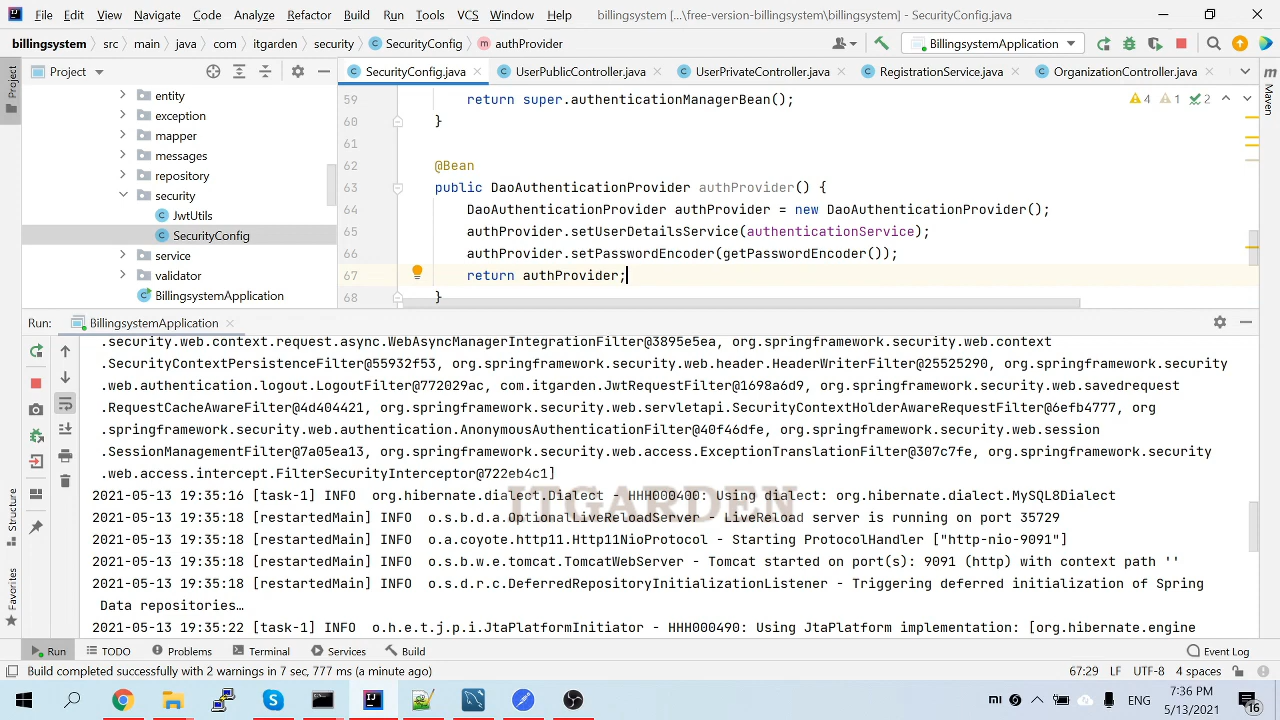 File Edit View Navigate Code Analyze Refactor Build Run Tools VCS Window Help billingsystem [...\freeversion-billingsystem\billingsystem] - SecurityConfig.java
billingsystem src main java com itgarden security SecurityConfig authProvider BillingsystemApplication
Project SecurityConfig.java UserPublicController.java UserPrivateController.java RegistrationService.java OrganizationController.java
Project
Maven
entity
exception
mapper
messages
repository
security
JwtUtils
SecurityConfig
service
validator
BillingsystemApplication
4 1 2
59 return super.authenticationManagerBean();
60 }
61
62 @Bean
63 public DaoAuthenticationProvider authProvider() {
64 DaoAuthenticationProvider authProvider = new DaoAuthenticationProvider();
65 authProvider.setUserDetailsService(authenticationService);
66 authProvider.setPasswordEncoder(getPasswordEncoder());
67 return authProvider;
68 }
Run: BillingsystemApplication
.security.web.context.request.async.WebAsyncManagerIntegrationFilter@3895e5ea, org.springframework.security.web.context
.SecurityContextPersistenceFilter@55932f53, org.springframework.security.web.header.HeaderWriterFilter@25525290, org.springframework.security
.web.authentication.logout.LogoutFilter@772029ac, com.itgarden.JwtRequestFilter@1698a6d9, org.springframework.security.web.savedrequest
.RequestCacheAwareFilter@4d404421, org.springframework.security.web.servletapi.SecurityContextHolderAwareRequestFilter@6efb4777, org
.springframework.security.web.authentication.AnonymousAuthenticationFilter@40f46dfe, org.springframework.security.web.session
.SessionManagementFilter@7a05ea13, org.springframework.security.web.access.ExceptionTranslationFilter@307c7fe, org.springframework.security
.web.access.intercept.FilterSecurityInterceptor@722eb4c1]
2021-05-13 19:35:16 [task-1] INFO org.hibernate.dialect.Dialect - HHH000400: Using dialect: org.hibernate.dialect.MySQL8Dialect
ITGARDEN
2021-05-13 19:35:18 [restartedMain] INFO o.s.b.d.a.OptionalLiveReloadServer - LiveReload server is running on port 35729
2021-05-13 19:35:18 [restartedMain] INFO o.a.coyote.http11.Http11NioProtocol - Starting ProtocolHandler ["http-nio-9091"]
2021-05-13 19:35:18 [restartedMain] INFO o.s.b.w.e.tomcat.TomcatWebServer - Tomcat started on port(s): 9091 (http) with context path ''
2021-05-13 19:35:18 [restartedMain] INFO o.s.d.r.c.DeferredRepositoryInitializationListener - Triggering deferred initialization of Spring
Data repositories…
2021-05-13 19:35:22 [task-1] INFO o.h.e.t.j.p.i.JtaPlatformInitiator - HHH000490: Using JtaPlatform implementation: [org.hibernate.engine
Structure
Favorites
Run TODO Problems Terminal Services Build Event Log
Build completed successfully with 2 warnings in 7 sec, 777 ms (a minute ago) 67:29 LF UTF-8 4 spaces
ENG 7:36 PM
5/13/2021 16